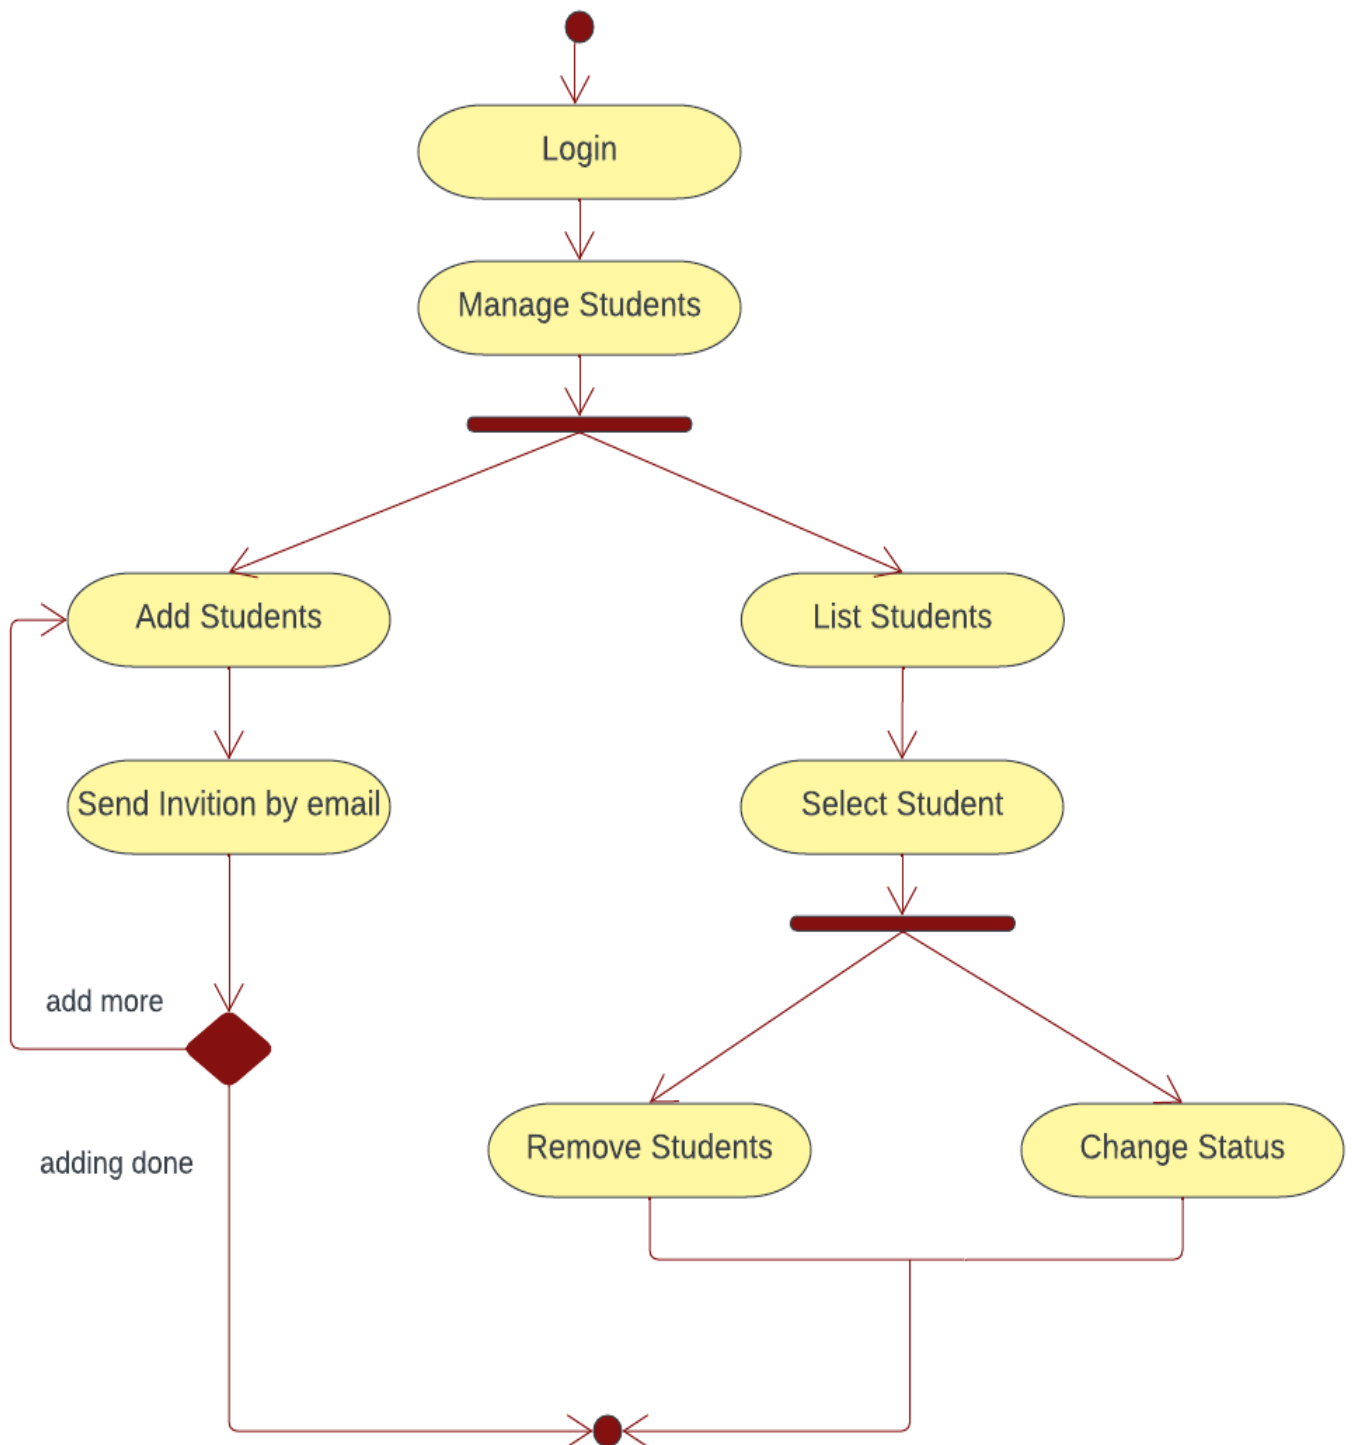 Login
Manage Students
Add Students
List Students
Send Invition by email
Select Student
add more
Remove Students
Change Status
adding done